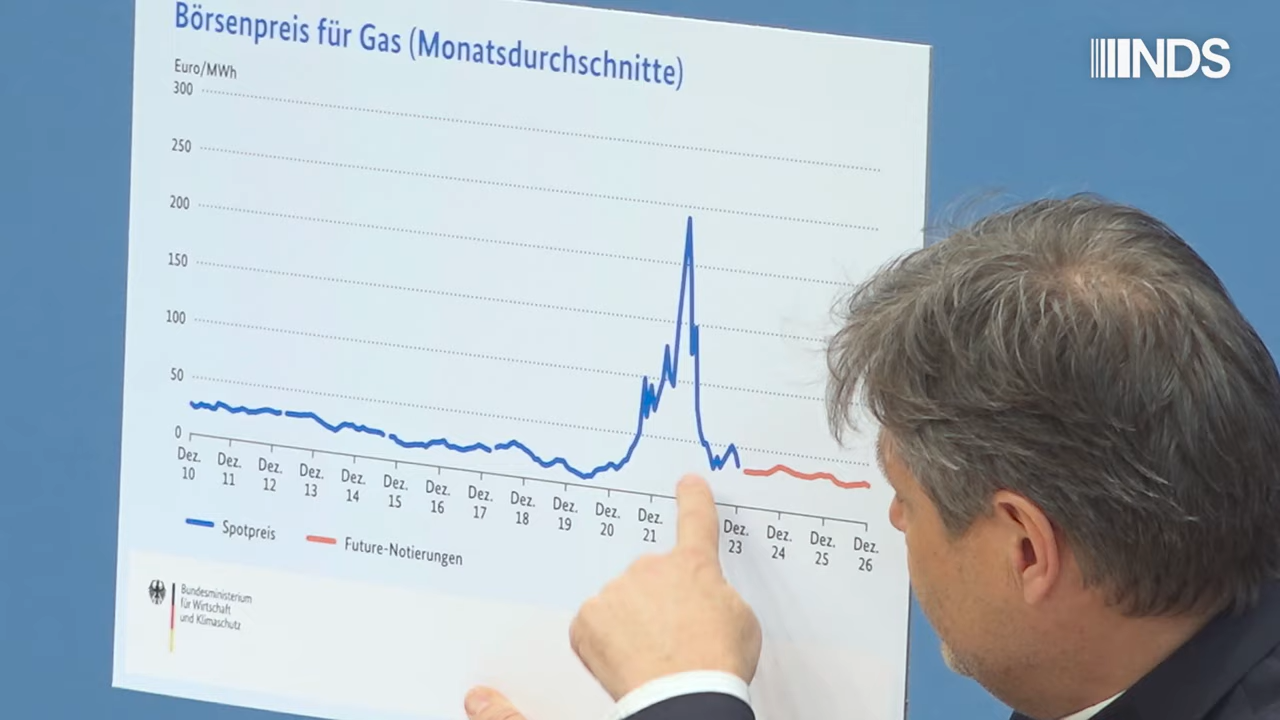 NDS
Börsenpreis für Gas (Monatsdurchschnitte)
Euro/MWh
300
250
200
150
100
50
0
Dez. 10
Dez. 11
Dez. 12
Dez. 13
Dez. 14
Dez. 15
Dez. 16
Dez. 17
Dez. 18
Dez. 19
Dez. 20
Dez. 21
Dez. 23
Dez. 24
Dez. 25
Dez. 26
Spotpreis
Future-Notierungen
Bundesministerium
für Wirtschaft
und Klimaschutz